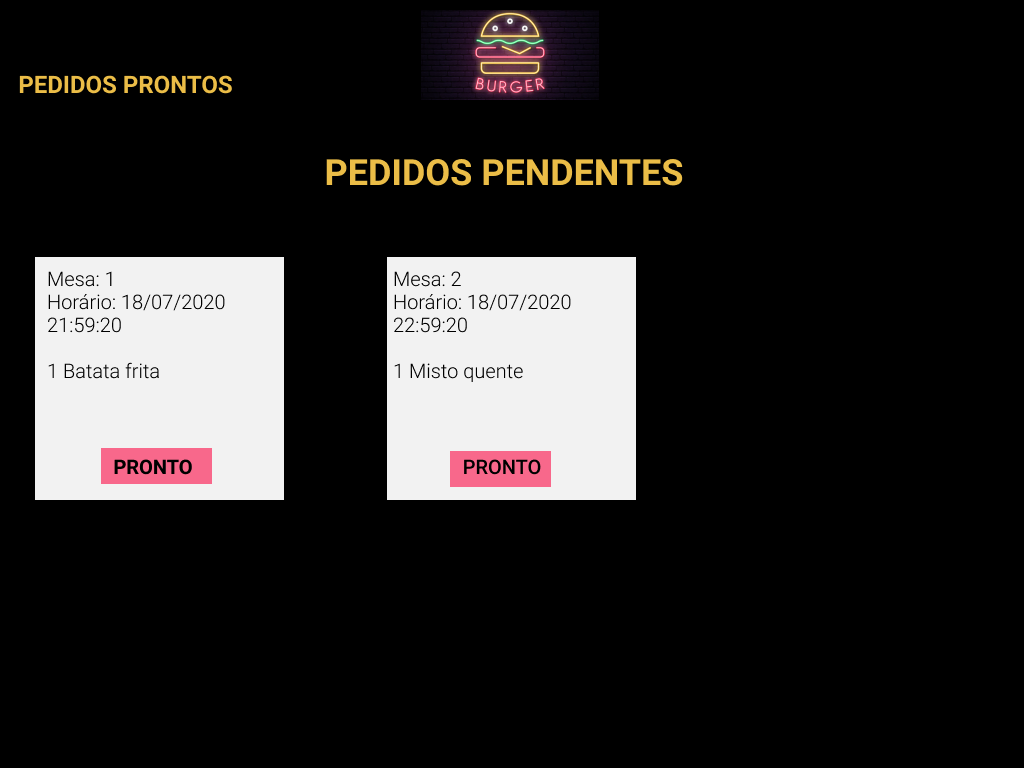 BURGER
PEDIDOS PRONTOS
PEDIDOS PENDENTES
Mesa: 1
Horário: 18/07/2020
21:59:20
1 Batata frita
PRONTO
Mesa: 2
Horário: 18/07/2020
22:59:20
1 Misto quente
PRONTO